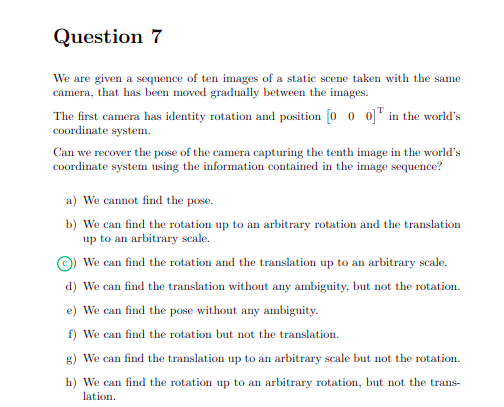 Question 7
We are given a sequence of ten images of a static scene taken with the same
camera, that has been moved gradually between the images.
The first camera has identity rotation and position [0 0 0]ᵀ in the world's
coordinate system.
Can we recover the pose of the camera capturing the tenth image in the world's
coordinate system using the information contained in the image sequence?
a) We cannot find the pose.
b) We can find the rotation up to an arbitrary rotation and the translation
up to an arbitrary scale.
c) We can find the rotation and the translation up to an arbitrary scale.
d) We can find the translation without any ambiguity, but not the rotation.
e) We can find the pose without any ambiguity.
f) We can find the rotation but not the translation.
g) We can find the translation up to an arbitrary scale but not the rotation.
h) We can find the rotation up to an arbitrary rotation, but not the trans-
lation.